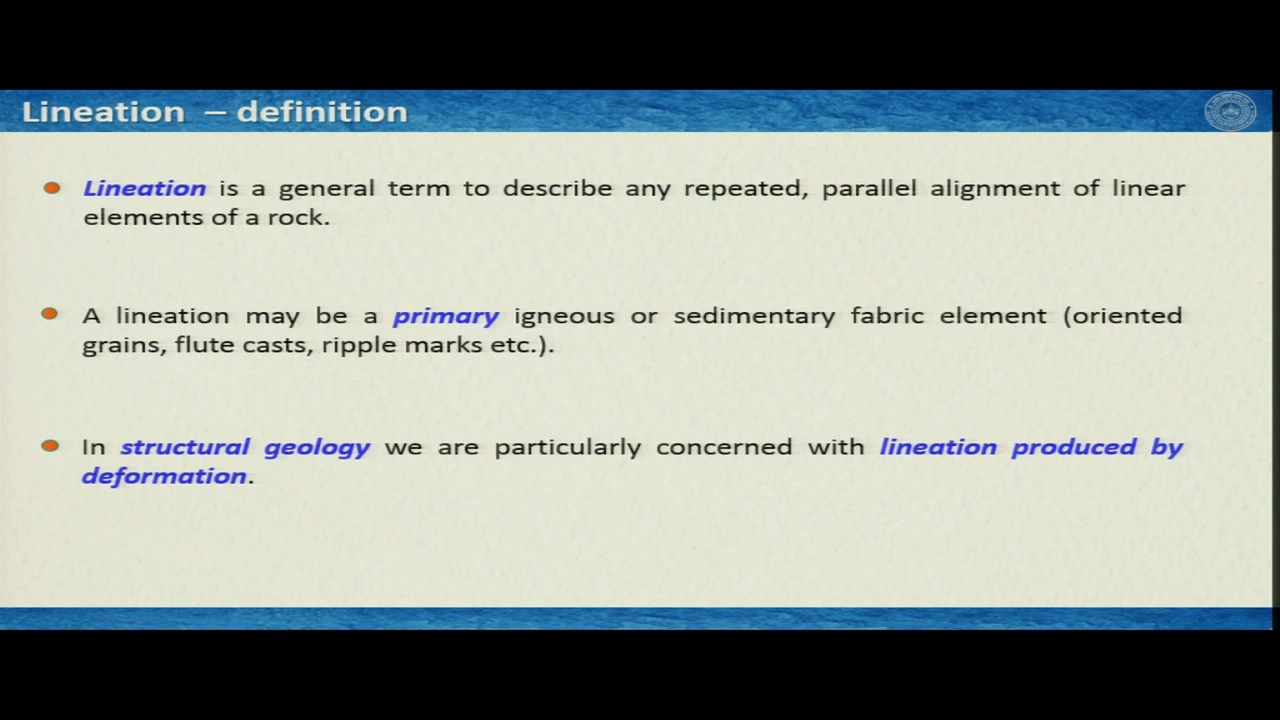 Lineation – definition
Lineation is a general term to describe any repeated, parallel alignment of linear
elements of a rock.
A lineation may be a primary igneous or sedimentary fabric element (oriented
grains, flute casts, ripple marks etc.).
In structural geology we are particularly concerned with lineation produced by
deformation.